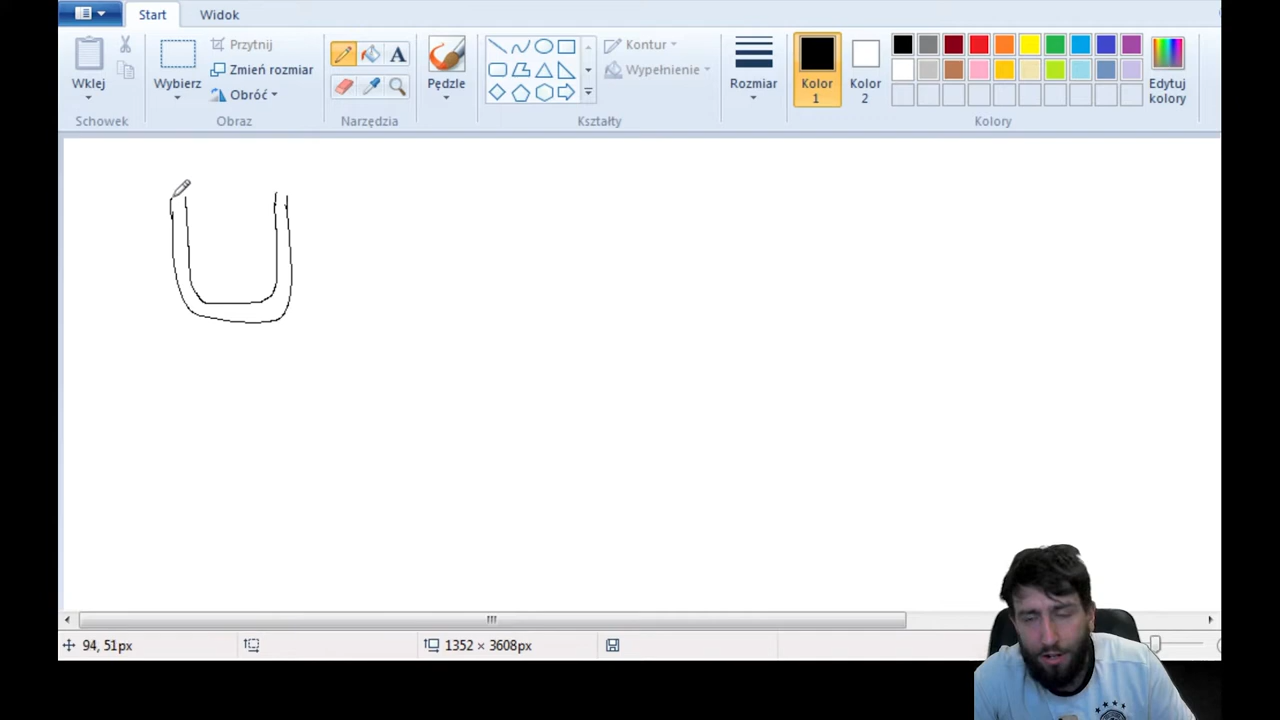 Start Widok
Wklej
Schowek
Wybierz
Przytnij
Zmień rozmiar
Obróć
Obraz
A
Narzędzia
Pędzle
Kształty
Kontur
Wypełnienie
Rozmiar
Kolor
1
Kolor
2
Edytuj
kolory
Kolory
94, 51px
1352 × 3608px